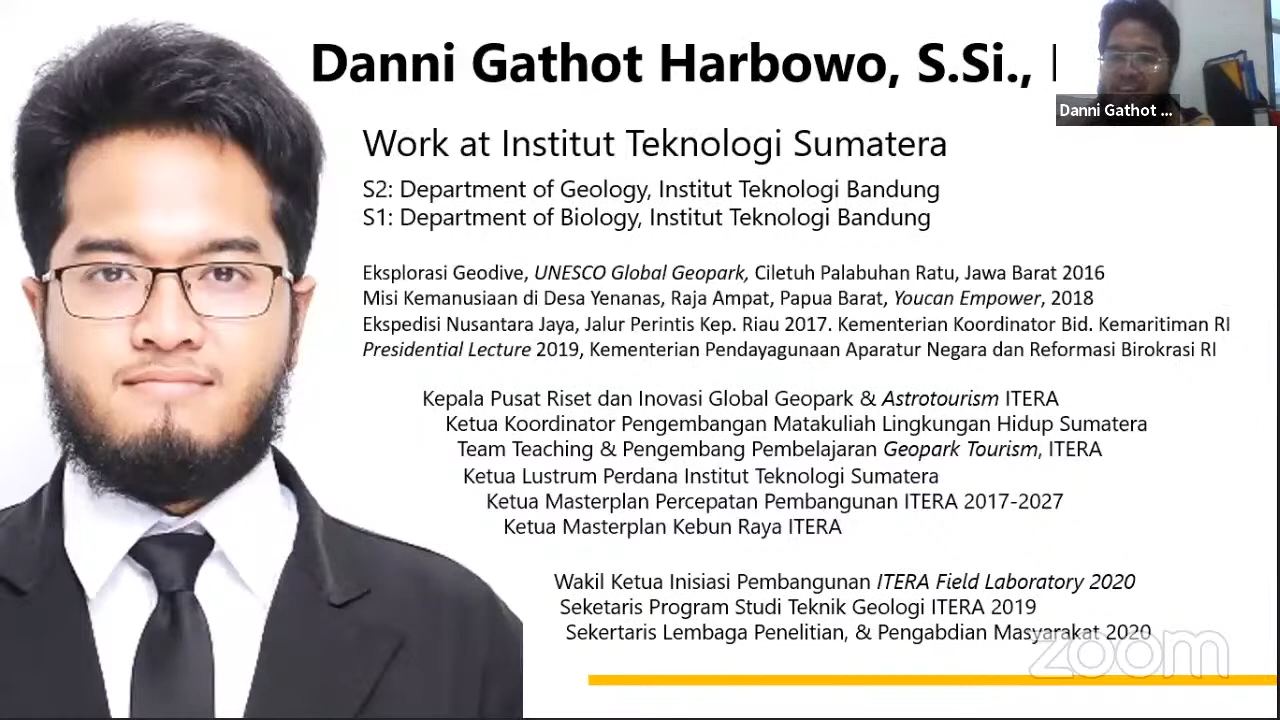 Danni Gathot Harbowo, S.Si.,
Danni Gathot ...
Work at Institut Teknologi Sumatera
S2: Department of Geology, Institut Teknologi Bandung
S1: Department of Biology, Institut Teknologi Bandung
Eksplorasi Geodive, UNESCO Global Geopark, Ciletuh Palabuhan Ratu, Jawa Barat 2016
Misi Kemanusiaan di Desa Yenanas, Raja Ampat, Papua Barat, Youcan Empower, 2018
Ekspedisi Nusantara Jaya, Jalur Perintis Kep. Riau 2017. Kementerian Koordinator Bid. Kemaritiman RI
Presidential Lecture 2019, Kementerian Pendayagunaan Aparatur Negara dan Reformasi Birokrasi RI
Kepala Pusat Riset dan Inovasi Global Geopark & Astrotourism ITERA
Ketua Koordinator Pengembangan Matakuliah Lingkungan Hidup Sumatera
Team Teaching & Pengembang Pembelajaran Geopark Tourism, ITERA
Ketua Lustrum Perdana Institut Teknologi Sumatera
Ketua Masterplan Percepatan Pembangunan ITERA 2017-2027
Ketua Masterplan Kebun Raya ITERA
Wakil Ketua Inisiasi Pembangunan ITERA Field Laboratory 2020
Seketaris Program Studi Teknik Geologi ITERA 2019
Sekertaris Lembaga Penelitian, & Pengabdian Masyarakat 2020
zoom